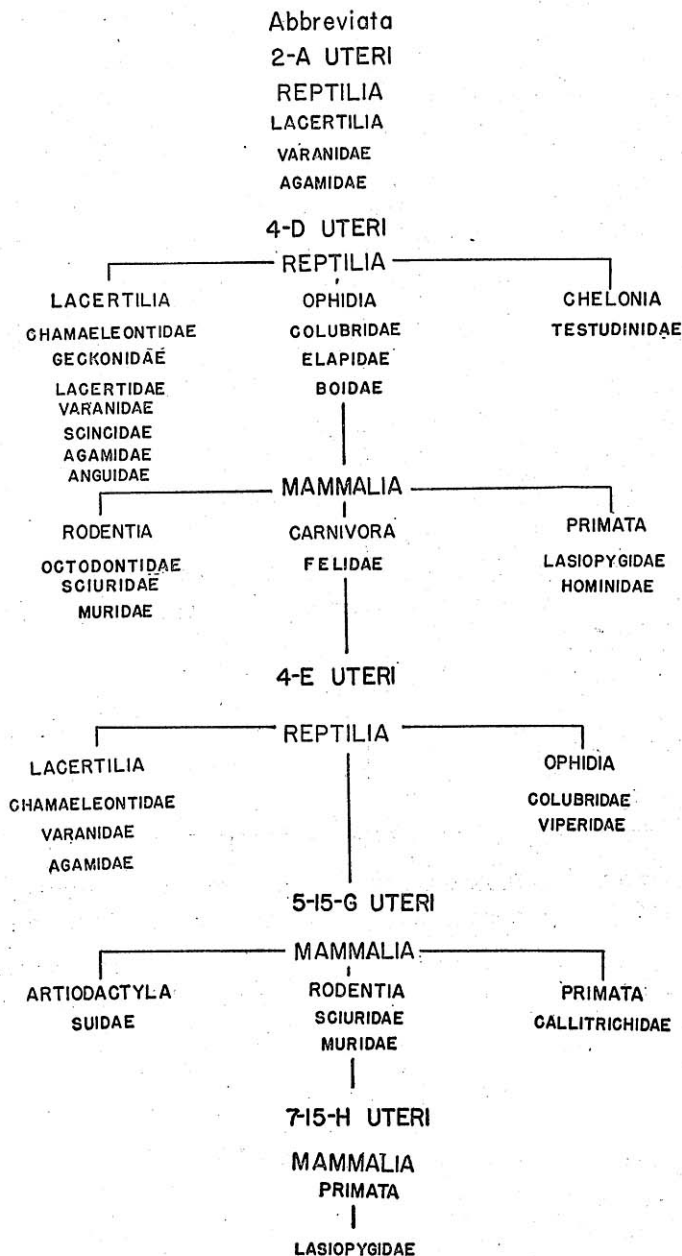 Abbreviata
2-A UTERI
REPTILIA
LACERTILIA
VARANIDAE
AGAMIDAE
4-D UTERI
REPTILIA
LACERTILIA
CHAMAELEONTIDAE
GECKONIDAE
LACERTIDAE
VARANIDAE
SCINCIDAE
AGAMIDAE
ANGUIDAE
OPHIDIA
COLUBRIDAE
ELAPIDAE
BOIDAE
CHELONIA
TESTUDINIDAE
MAMMALIA
RODENTIA
OCTODONTIDAE
SCIURIDAE
MURIDAE
CARNIVORA
FELIDAE
PRIMATA
LASIOPYGIDAE
HOMINIDAE
4-E UTERI
REPTILIA
LACERTILIA
CHAMAELEONTIDAE
VARANIDAE
AGAMIDAE
OPHIDIA
COLUBRIDAE
VIPERIDAE
5-15-G UTERI
MAMMALIA
ARTIODACTYLA
SUIDAE
RODENTIA
SCIURIDAE
MURIDAE
PRIMATA
CALLITRICHIDAE
7-15-H UTERI
MAMMALIA
PRIMATA
LASIOPYGIDAE